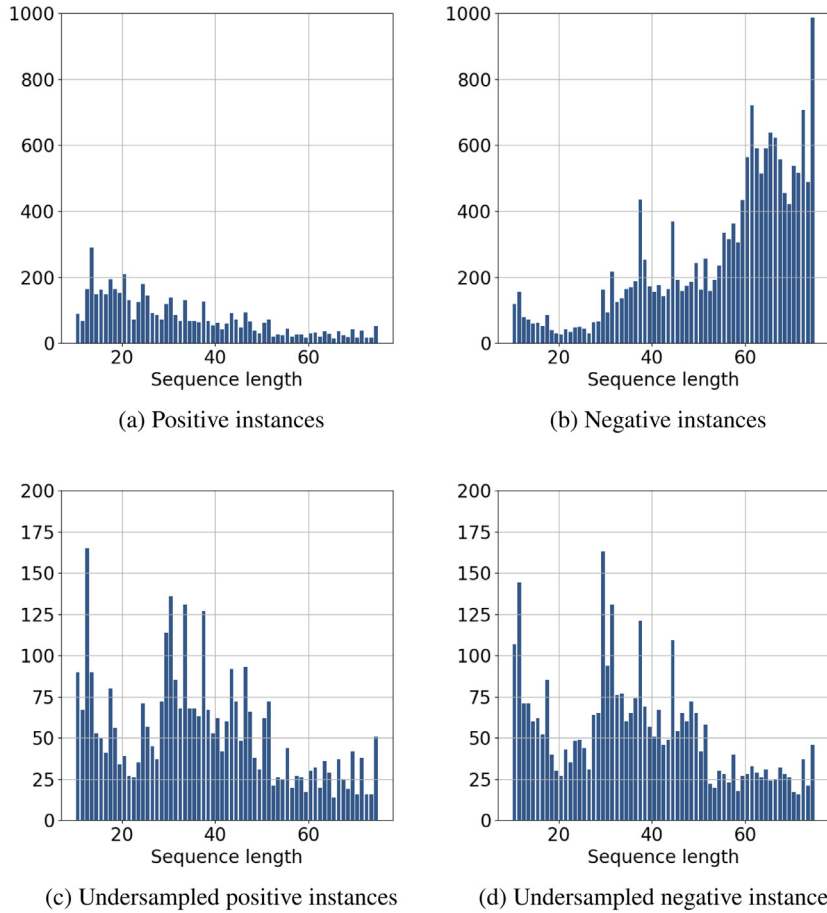 1000
800
600
400
200
0
20 40 60
Sequence length
(a) Positive instances
1000
800
600
400
200
0
20 40 60
Sequence length
(b) Negative instances
200
175
150
125
100
75
50
25
0
20 40 60
Sequence length
(c) Undersampled positive instances
200
175
150
125
100
75
50
25
0
20 40 60
Sequence length
(d) Undersampled negative instance